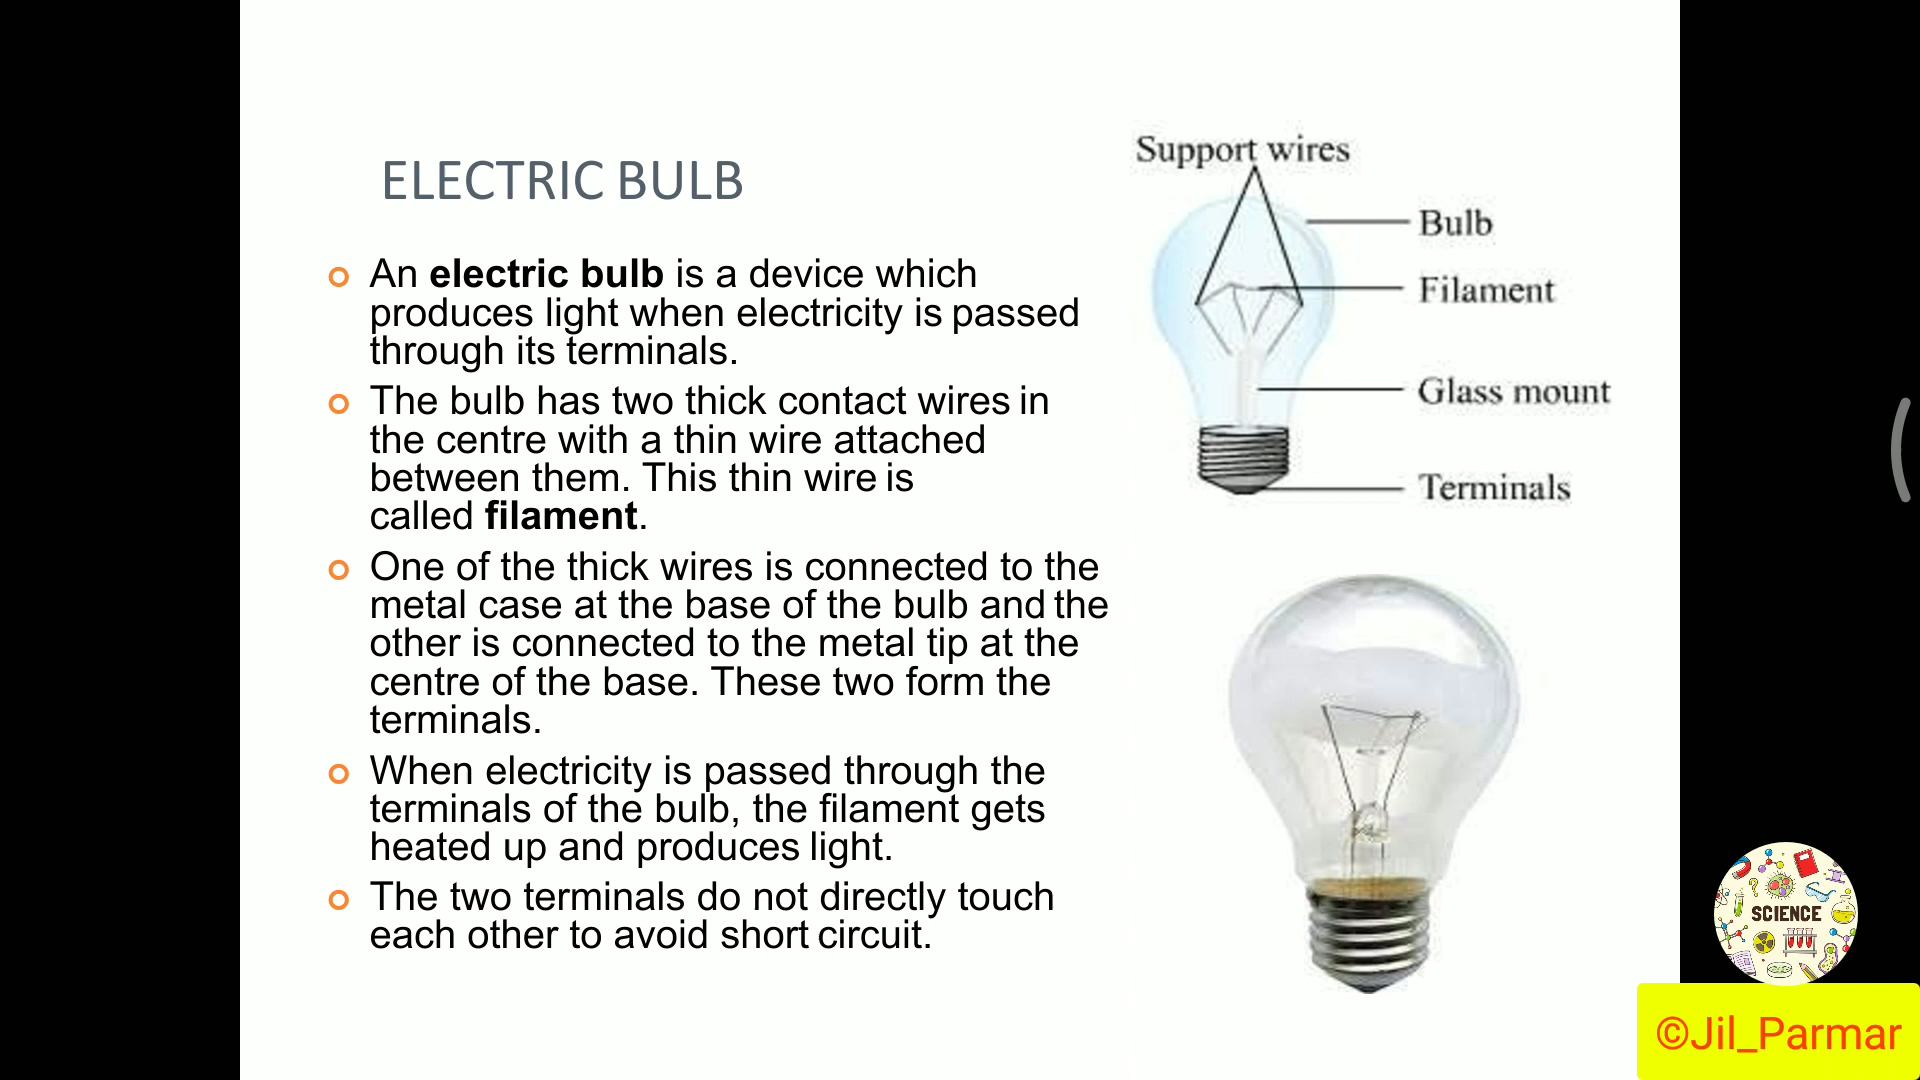 ELECTRIC BULB
An electric bulb is a device which
produces light when electricity is passed
through its terminals.
The bulb has two thick contact wires in
the centre with a thin wire attached
between them. This thin wire is
called filament.
One of the thick wires is connected to the
metal case at the base of the bulb and the
other is connected to the metal tip at the
centre of the base. These two form the
terminals.
When electricity is passed through the
terminals of the bulb, the filament gets
heated up and produces light.
The two terminals do not directly touch
each other to avoid short circuit.
Support wires
Bulb
Filament
Glass mount
Terminals
SCIENCE
©Jil_Parmar